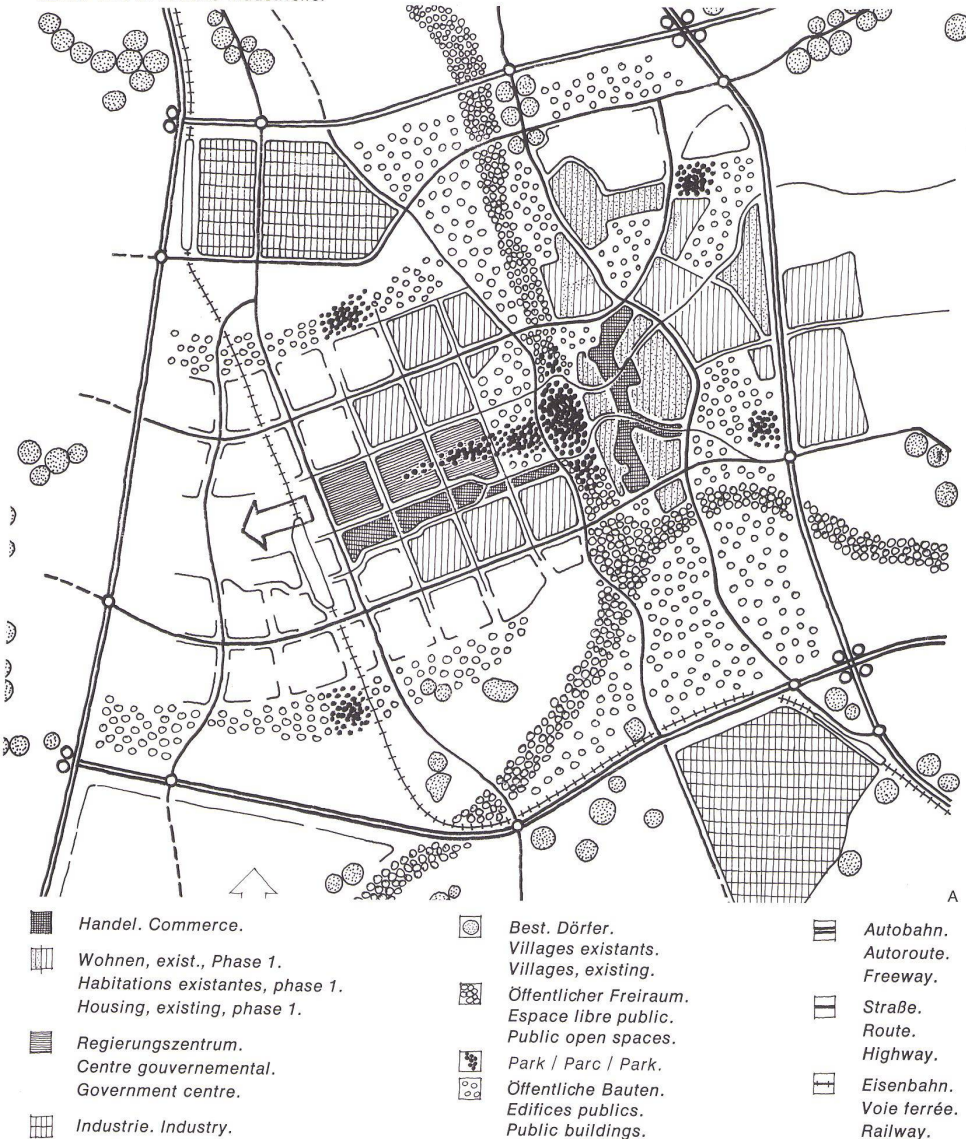 A
Handel. Commerce.
Wohnen, exist., Phase 1.
Habitations existantes, phase 1.
Housing, existing, phase 1.
Regierungszentrum.
Centre gouvernemental.
Government centre.
Industrie. Industry.
Best. Dörfer.
Villages existants.
Villages, existing.
Öffentlicher Freiraum.
Espace libre public.
Public open spaces.
Park / Parc / Park.
Öffentliche Bauten.
Edifices publics.
Public buildings.
Autobahn.
Autoroute.
Freeway.
Straße.
Route.
Highway.
Eisenbahn.
Voie ferrée.
Railway.